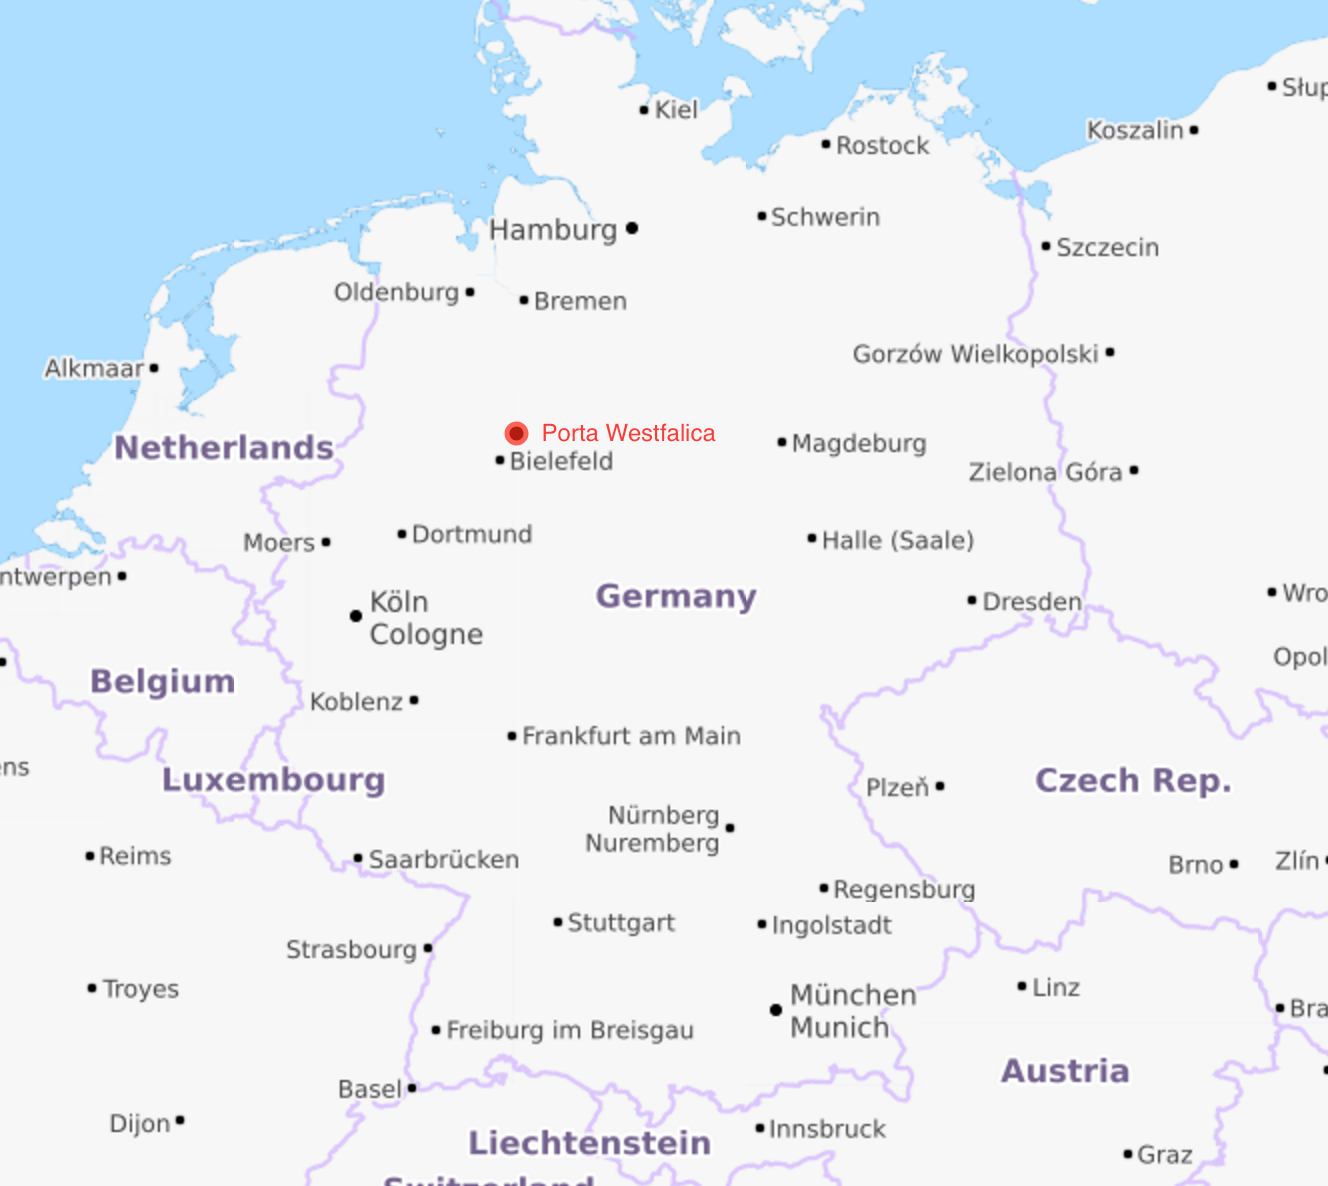 Kiel
Słup
Koszalin
Rostock
Schwerin
Hamburg
Szczecin
Oldenburg
Bremen
Gorzów Wielkopolski
Alkmaar
Porta Westfalica
Netherlands
Magdeburg
Bielefeld
Zielona Góra
Dortmund
Moers
Halle (Saale)
ntwerpen
Germany
Wro
Dresden
Köln
Cologne
Opol
Belgium
Koblenz
Frankfurt am Main
ens
Luxembourg
Czech Rep.
Plzeň
Nürnberg
Nuremberg
Reims
Saarbrücken
Brno
Zlín
Regensburg
Stuttgart
Ingolstadt
Strasbourg
Troyes
Linz
München
Munich
Bra
Freiburg im Breisgau
Austria
Basel
Dijon
Innsbruck
Liechtenstein
Graz
Switzerland